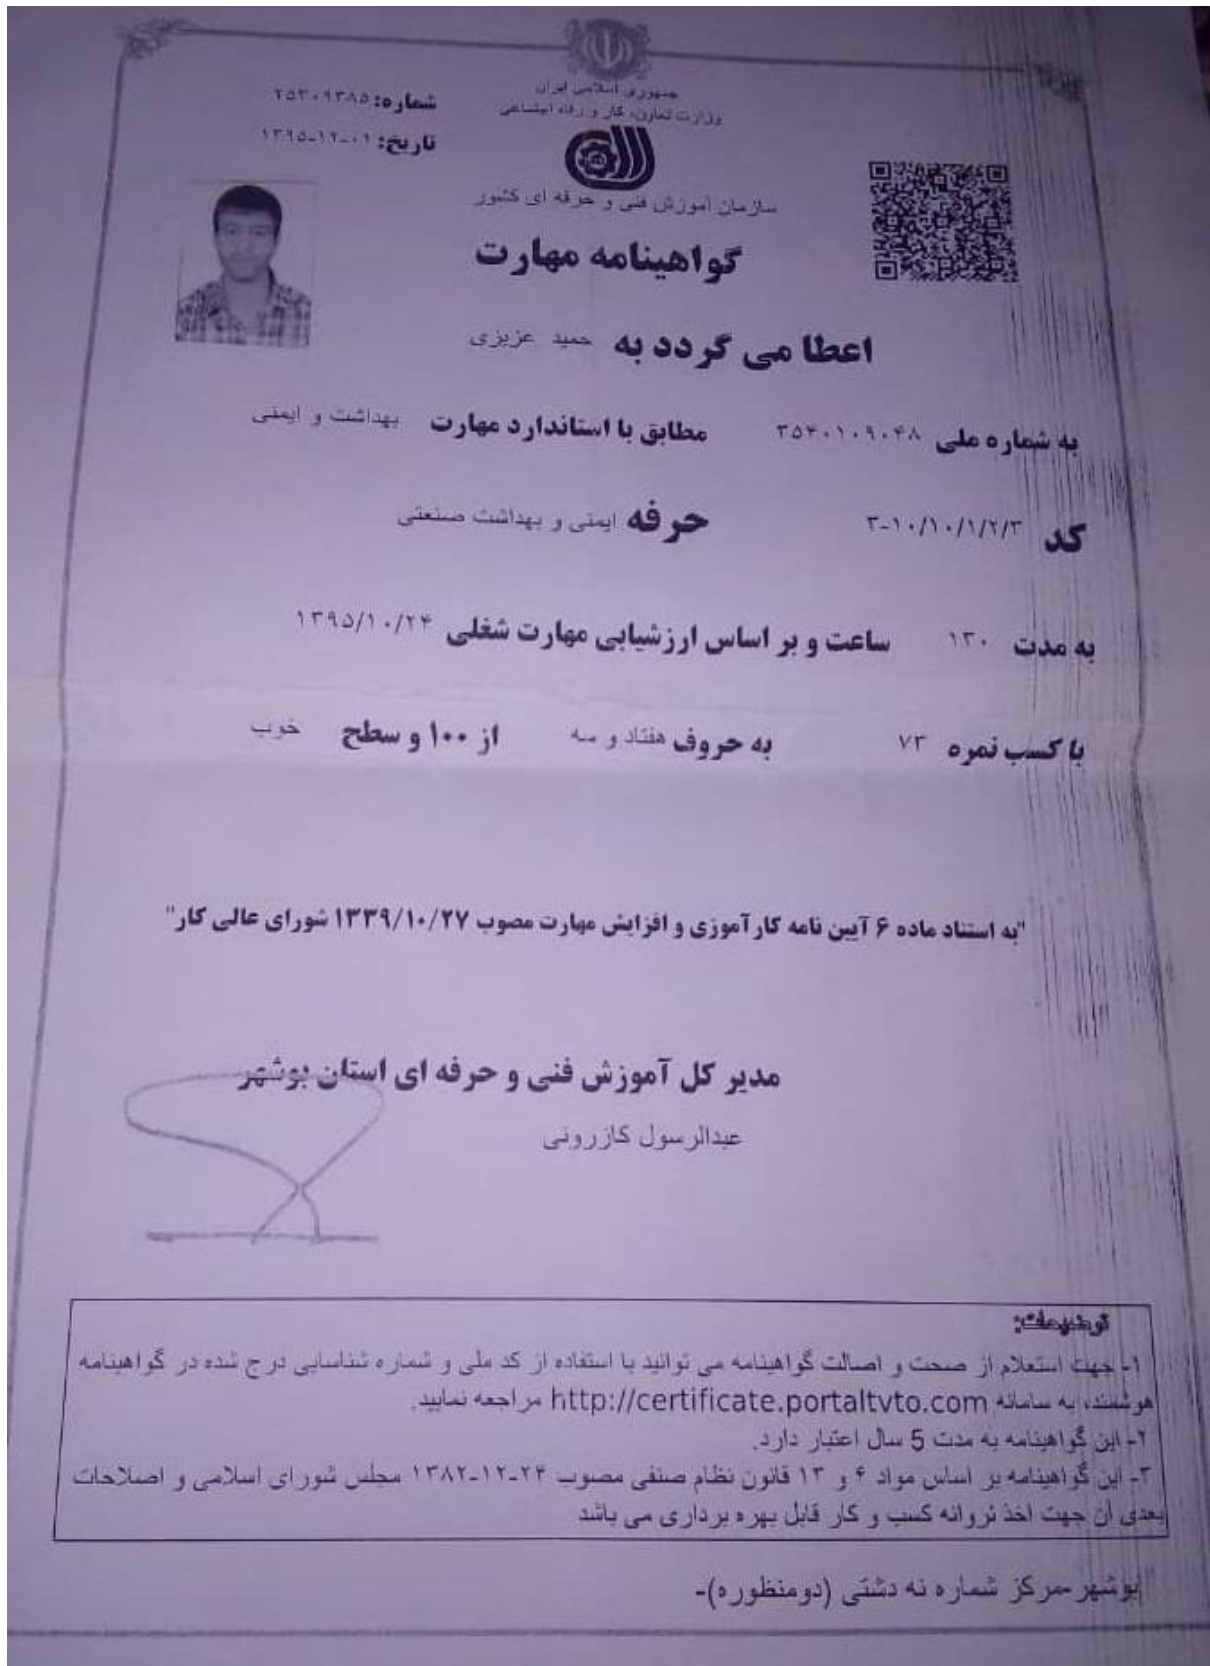 جمهوری اسلامی ایران
وزارت تعاون، کار و رفاه اجتماعی
سازمان آموزش فنی و حرفه ای کشور
شماره: ۲۵۳۰۹۳۸۵
تاریخ: ۱۳۹۵-۱۲-۰۱
گواهینامه مهارت
اعطا می گردد به حمید عزیزی
به شماره ملی ۳۵۴۰۱۰۹۰۴۸ مطابق با استاندارد مهارت بهداشت و ایمنی
کد ۳-۱۰/۱۰/۱/۲/۳ حرفه ایمنی و بهداشت صنعتی
به مدت ۱۳۰ ساعت و بر اساس ارزشیابی مهارت شغلی ۱۳۹۵/۱۰/۲۴
با کسب نمره ۷۳ به حروف هفتاد و سه از ۱۰۰ و سطح خوب
"به استناد ماده ۶ آیین نامه کارآموزی و افزایش مهارت مصوب ۱۳۳۹/۱۰/۲۷ شورای عالی کار"
مدیر کل آموزش فنی و حرفه ای استان بوشهر
عبدالرسول کازرونی
توضیحات:
۱- جهت استعلام از صحت و اصالت گواهینامه می توانید با استفاده از کد ملی و شماره شناسایی درج شده در گواهینامه
هوشمند، به سامانه http://certificate.portaltvto.com مراجعه نمایید.
۲- این گواهینامه به مدت 5 سال اعتبار دارد.
۳- این گواهینامه بر اساس مواد ۶ و ۱۳ قانون نظام صنفی مصوب ۲۴-۱۲-۱۳۸۲ مجلس شورای اسلامی و اصلاحات
بعدی آن جهت اخذ پروانه کسب و کار قابل بهره برداری می باشد
بوشهر-مرکز شماره نه دشتی (دومنظوره)-